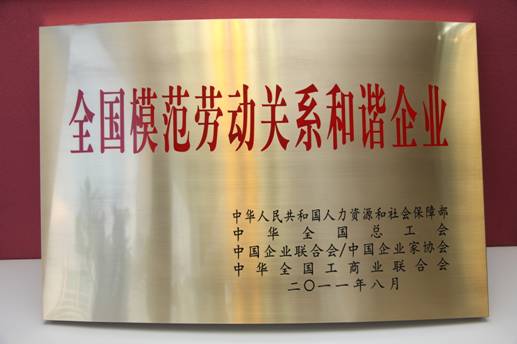 全国模范劳动关系和谐企业
中华人民共和国人力资源和社会保障部
中华全国总工会
中国企业联合会/中国企业家协会
中华全国工商业联合会
二〇一一年八月